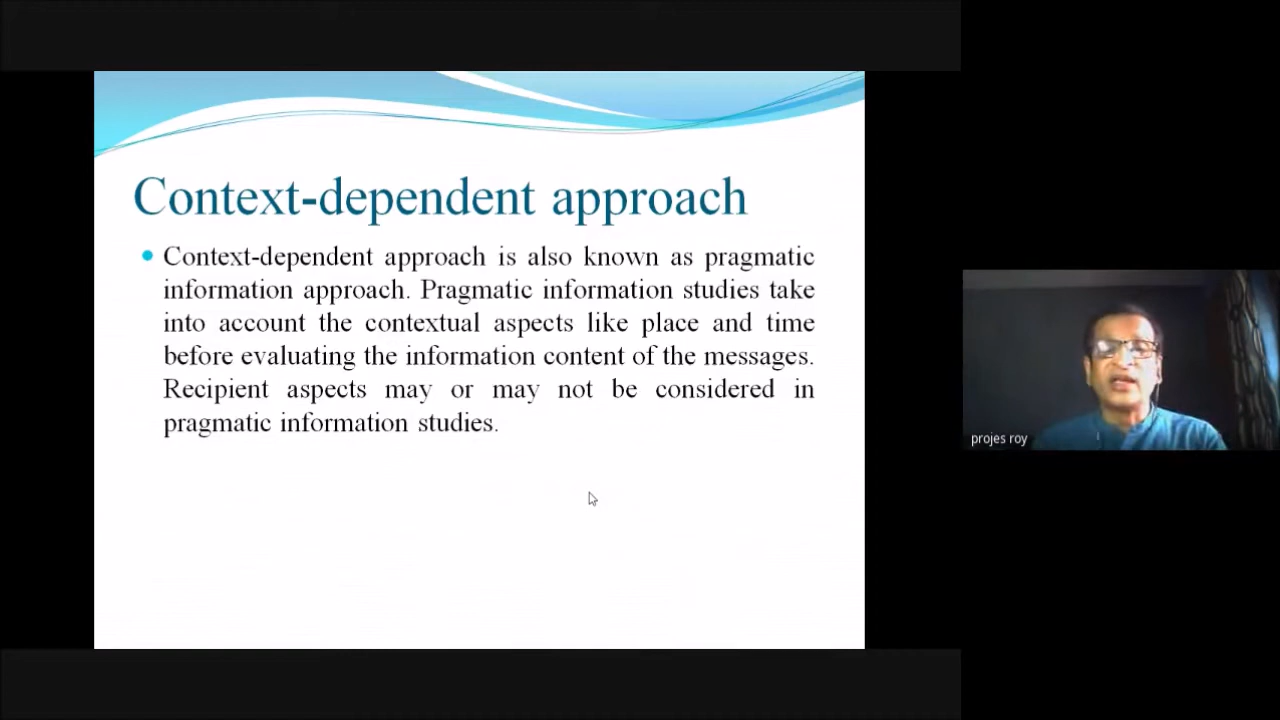 Context-dependent approach
Context-dependent approach is also known as pragmatic
information approach. Pragmatic information studies take
into account the contextual aspects like place and time
before evaluating the information content of the messages.
Recipient aspects may or may not be considered in
pragmatic information studies.
projes roy